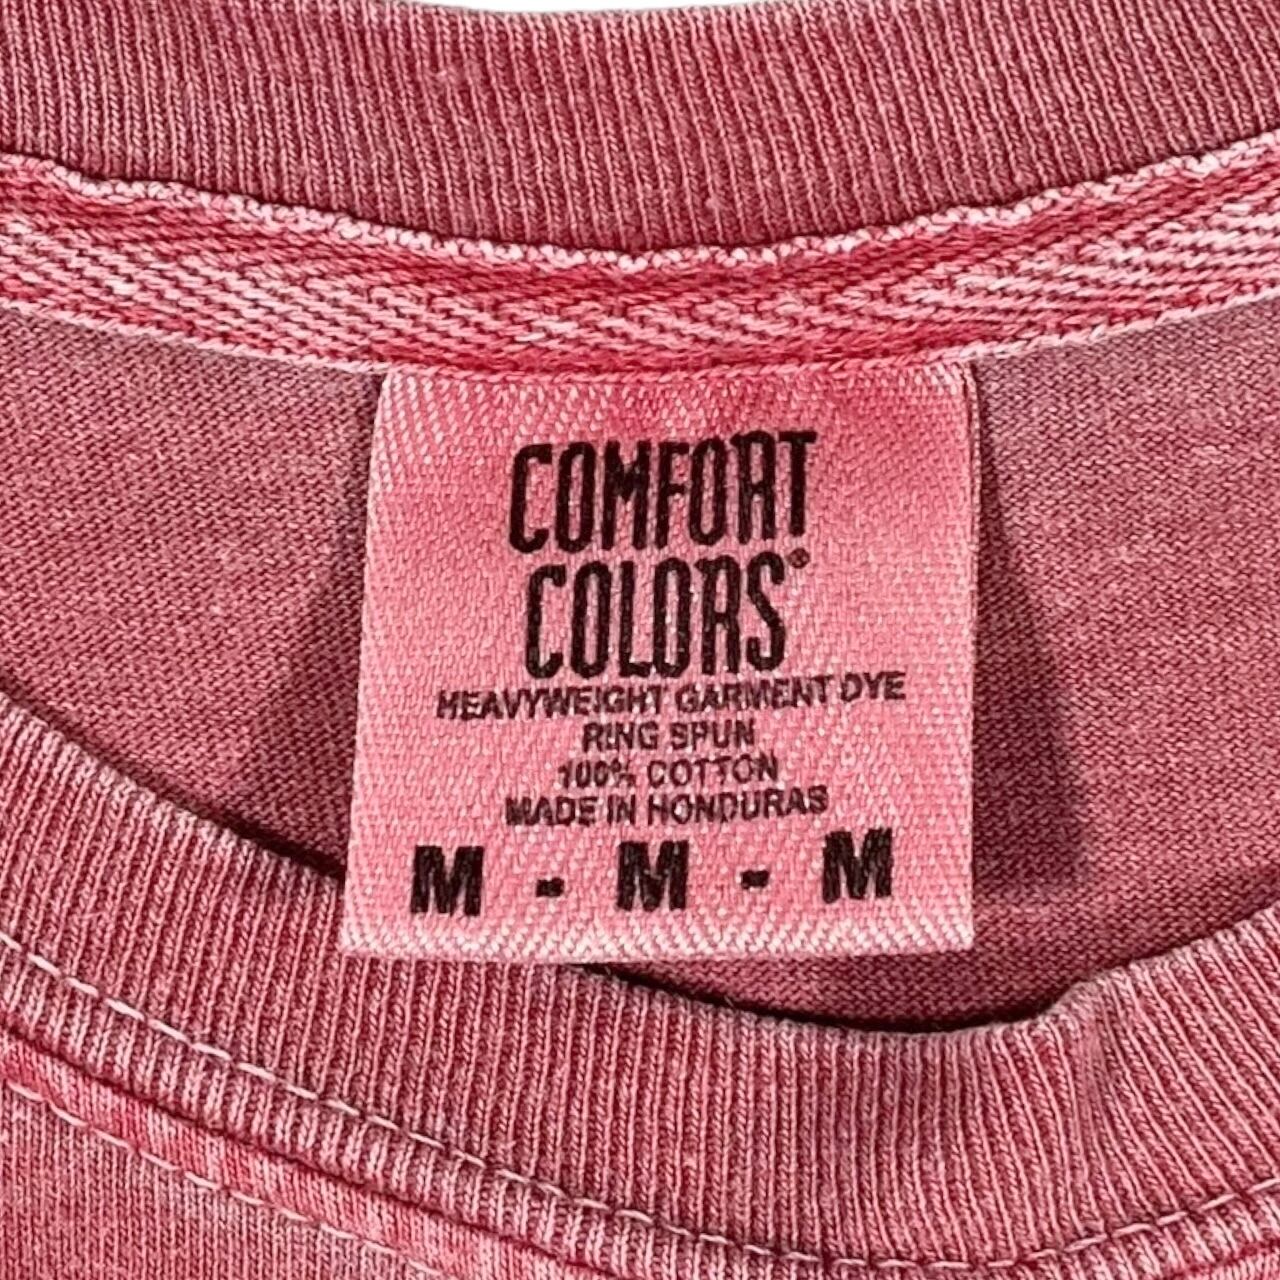 COMFORT
COLORS®
HEAVYWEIGHT GARMENT DYE
RING SPUN
100% COTTON
MADE IN HONDURAS
M - M - M